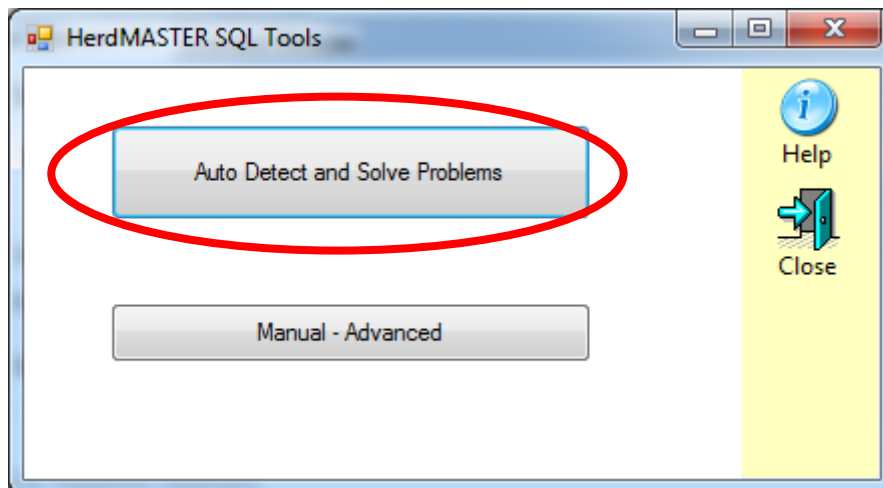 HerdMASTER SQL Tools
Auto Detect and Solve Problems
Help
Close
Manual - Advanced